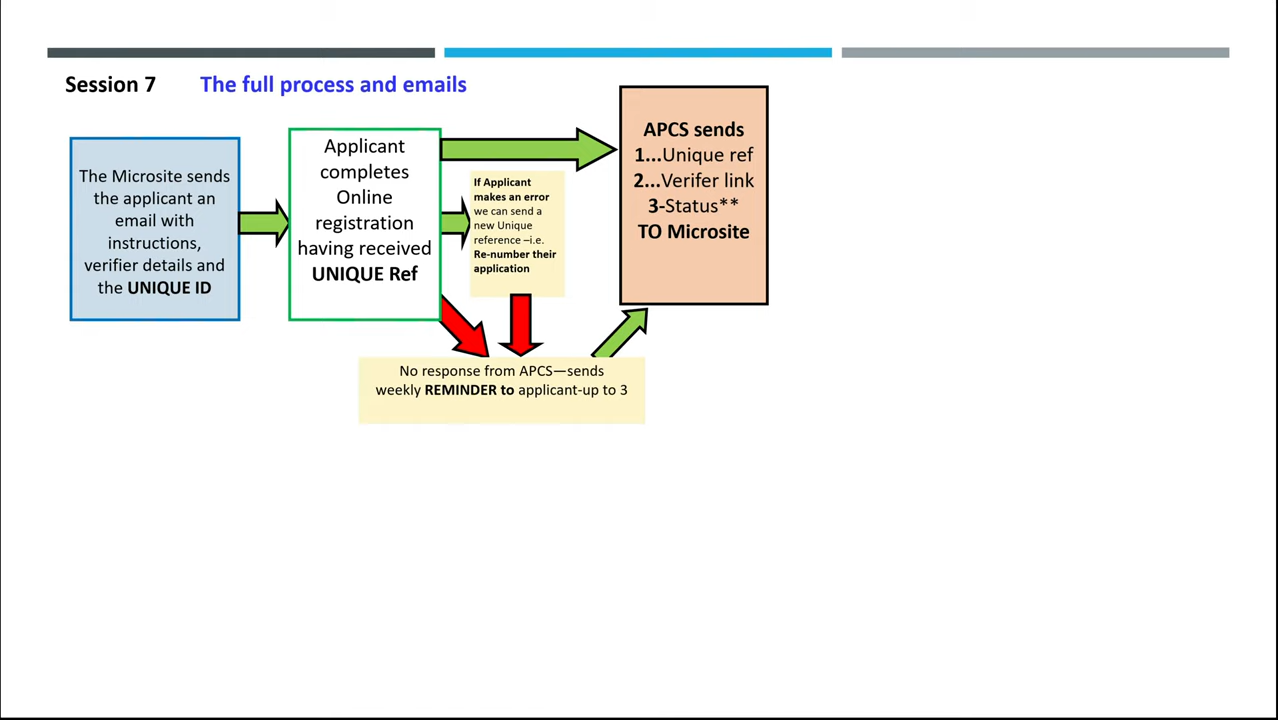 Session 7 The full process and emails
The Microsite sends
the applicant an
email with
instructions,
verifier details and
the UNIQUE ID
Applicant
completes
Online
registration
having received
UNIQUE Ref
If Applicant
makes an error
we can send a
new Unique
reference –i.e.
Re-number their
application
APCS sends
1...Unique ref
2...Verifer link
3-Status**
TO Microsite
No response from APCS—sends
weekly REMINDER to applicant-up to 3